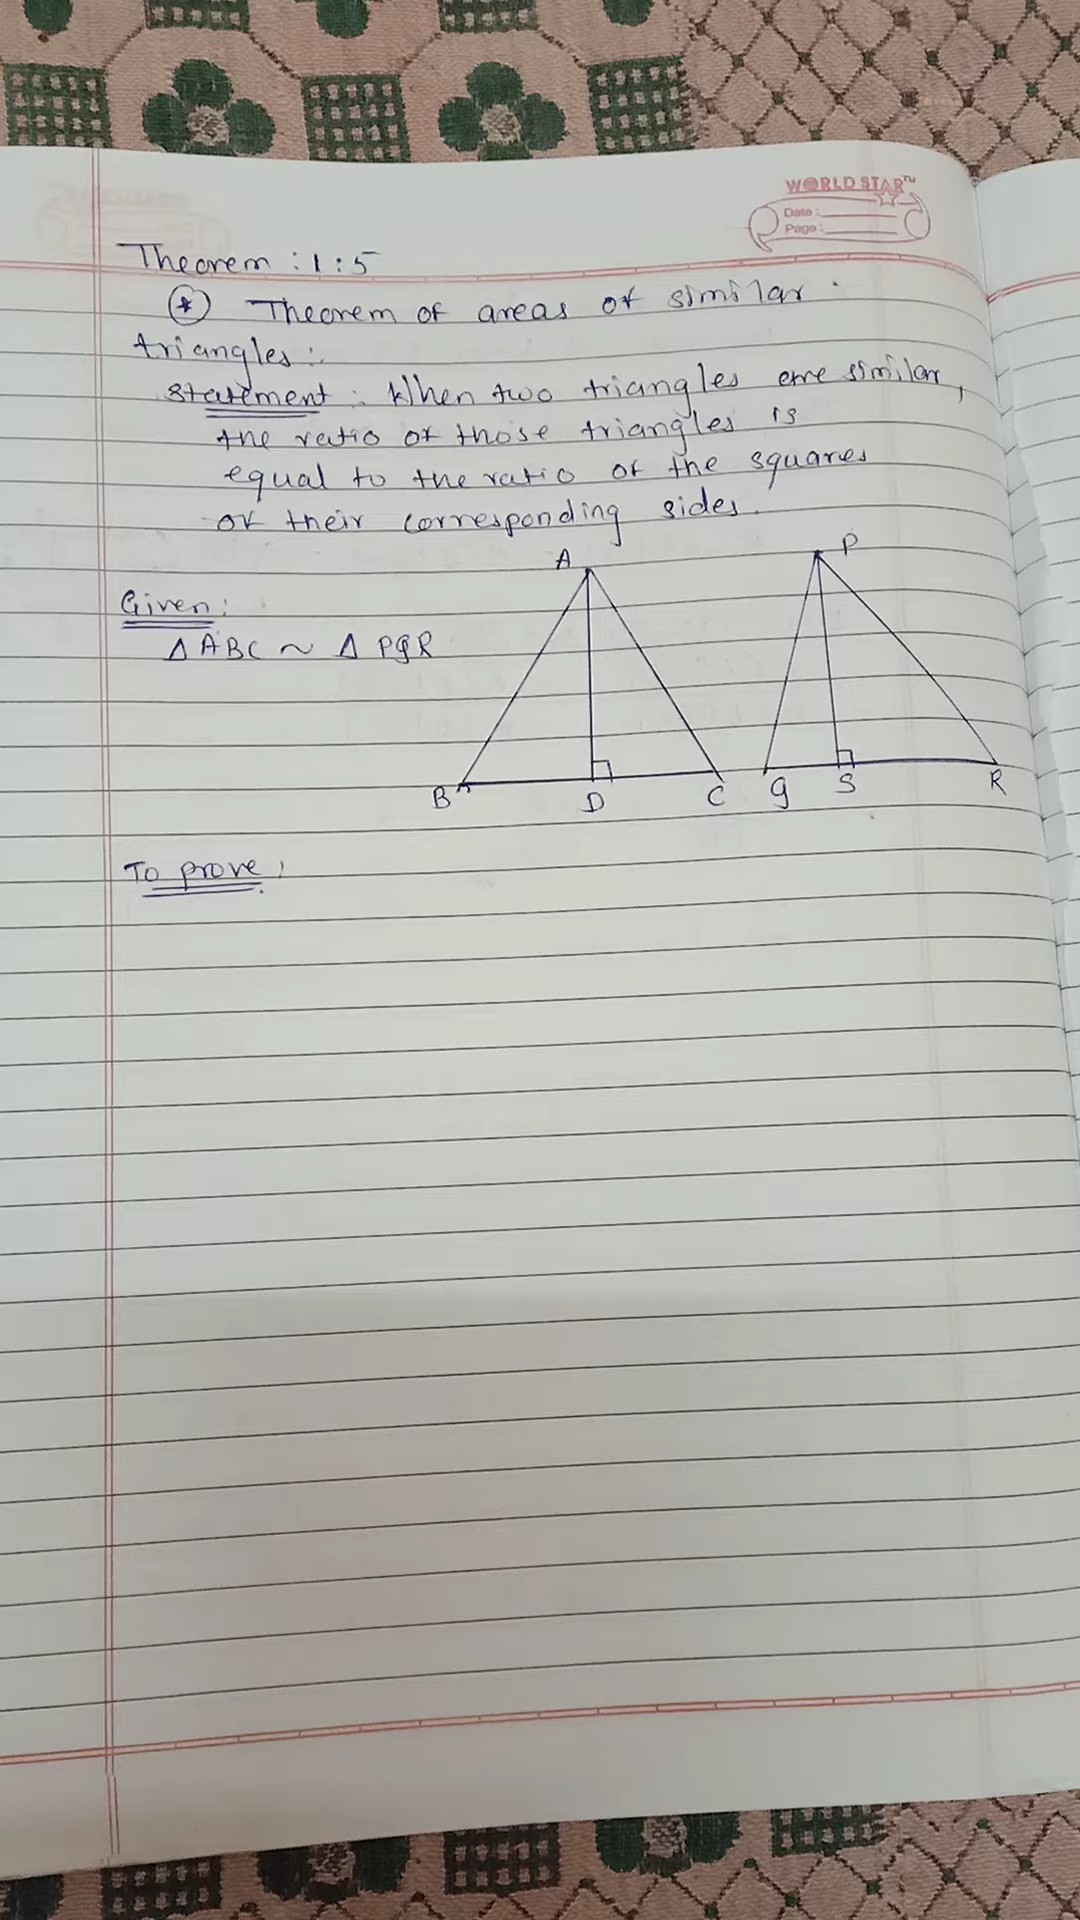 WORLD STAR™
Date :
Page :
Theorem : 1 : 5
* Theorem of areas of similar
triangles :
Statement : When two triangles are similar,
the ratio of those triangles is
equal to the ratio of the squares
of their corresponding sides.
A
P
Given :
Δ ABC ~ Δ PQR
B
D
C
Q
S
R
To prove :